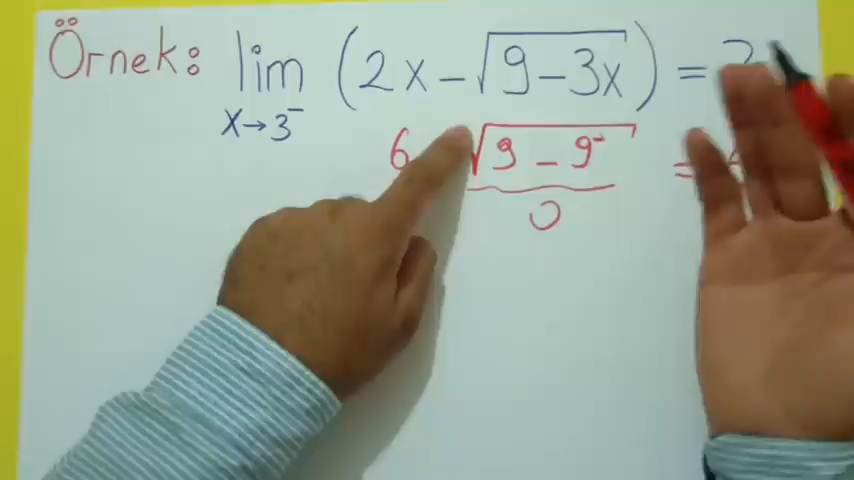 Örnek: lim (2x - √(9 - 3x)) = ?
x→3⁻
6 √(9 - 9⁻) =
0